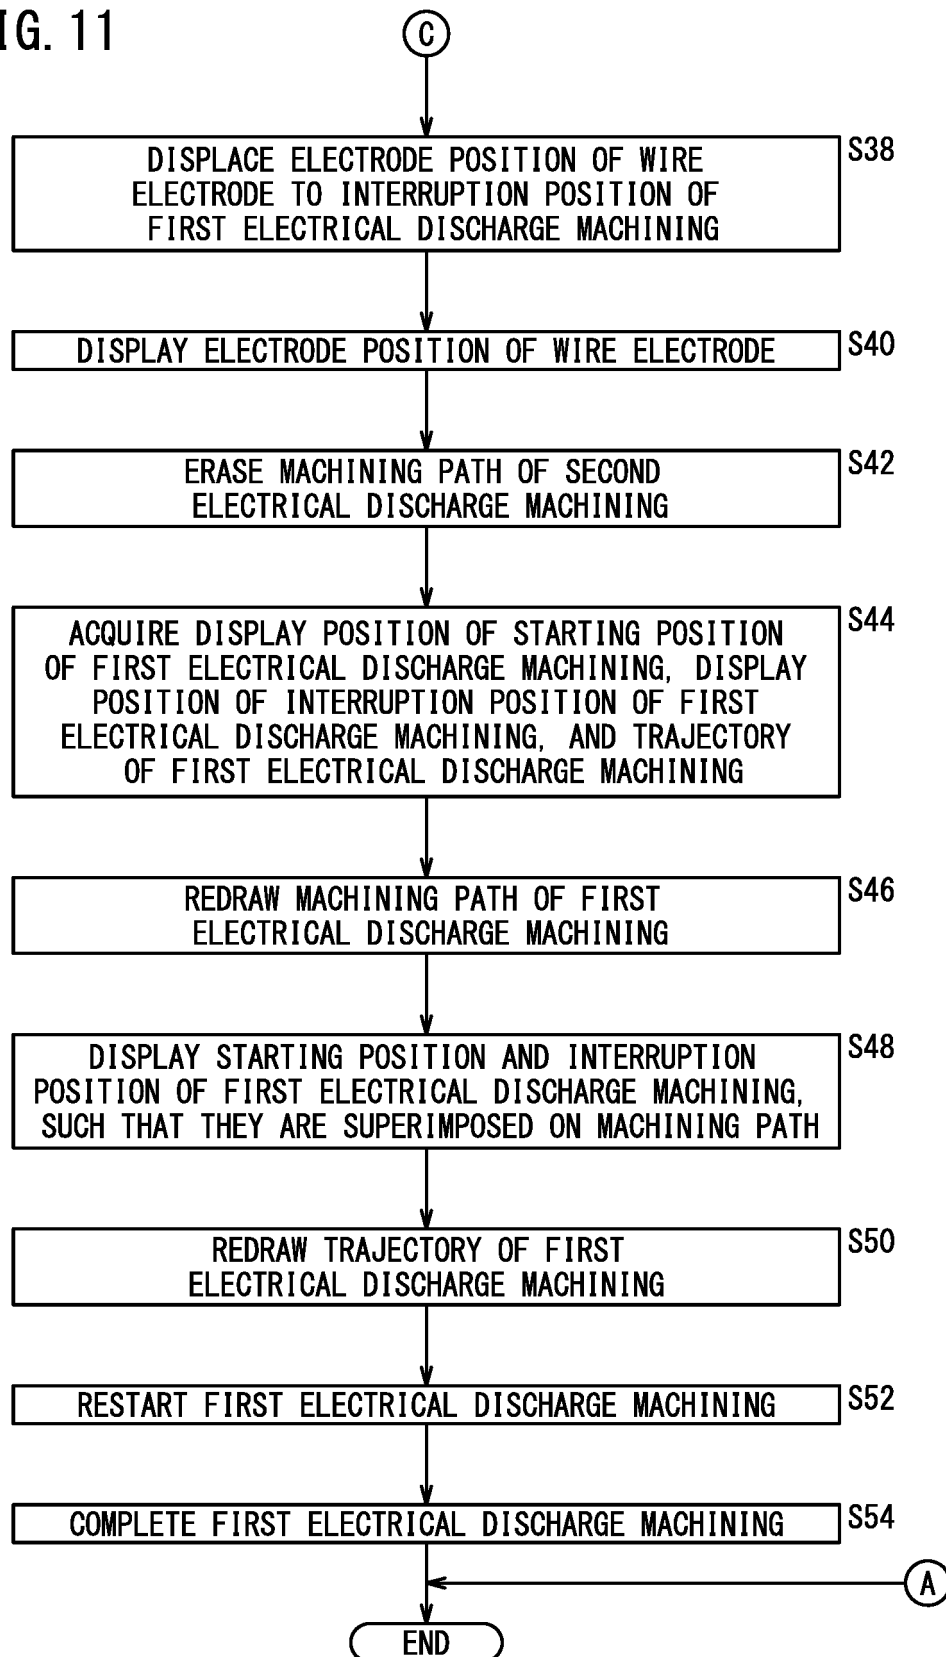 IG. 11
C
DISPLACE ELECTRODE POSITION OF WIRE
ELECTRODE TO INTERRUPTION POSITION OF
FIRST ELECTRICAL DISCHARGE MACHINING
S38
DISPLAY ELECTRODE POSITION OF WIRE ELECTRODE
S40
ERASE MACHINING PATH OF SECOND
ELECTRICAL DISCHARGE MACHINING
S42
ACQUIRE DISPLAY POSITION OF STARTING POSITION
OF FIRST ELECTRICAL DISCHARGE MACHINING, DISPLAY
POSITION OF INTERRUPTION POSITION OF FIRST
ELECTRICAL DISCHARGE MACHINING, AND TRAJECTORY
OF FIRST ELECTRICAL DISCHARGE MACHINING
S44
REDRAW MACHINING PATH OF FIRST
ELECTRICAL DISCHARGE MACHINING
S46
DISPLAY STARTING POSITION AND INTERRUPTION
POSITION OF FIRST ELECTRICAL DISCHARGE MACHINING,
SUCH THAT THEY ARE SUPERIMPOSED ON MACHINING PATH
S48
REDRAW TRAJECTORY OF FIRST
ELECTRICAL DISCHARGE MACHINING
S50
RESTART FIRST ELECTRICAL DISCHARGE MACHINING
S52
COMPLETE FIRST ELECTRICAL DISCHARGE MACHINING
S54
A
END